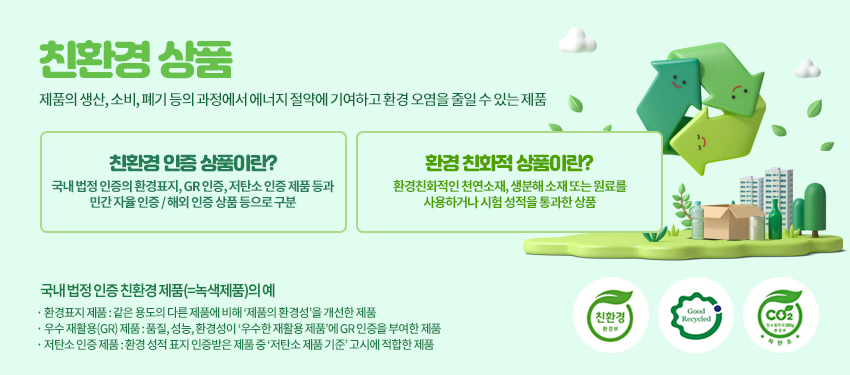 친환경 상품
제품의 생산, 소비, 폐기 등의 과정에서 에너지 절약에 기여하고 환경 오염을 줄일 수 있는 제품
친환경 인증 상품이란?
국내 법정 인증의 환경표지, GR 인증, 저탄소 인증 제품 등과
민간 자율 인증 / 해외 인증 상품 등으로 구분
환경 친화적 상품이란?
환경친화적인 천연소재, 생분해 소재 또는 원료를
사용하거나 시험 성적을 통과한 상품
국내 법정 인증 친환경 제품(=녹색제품)의 예
· 환경표지 제품 : 같은 용도의 다른 제품에 비해 ‘제품의 환경성’을 개선한 제품
· 우수 재활용(GR) 제품 : 품질, 성능, 환경성이 ‘우수한 재활용 제품’에 GR 인증을 부여한 제품
· 저탄소 인증 제품 : 환경 성적 표지 인증받은 제품 중 ‘탄소 제품 기준’ 고시에 적합한 제품
친환경
환경부
Good
Recycled
CO2
환경부
저탄소